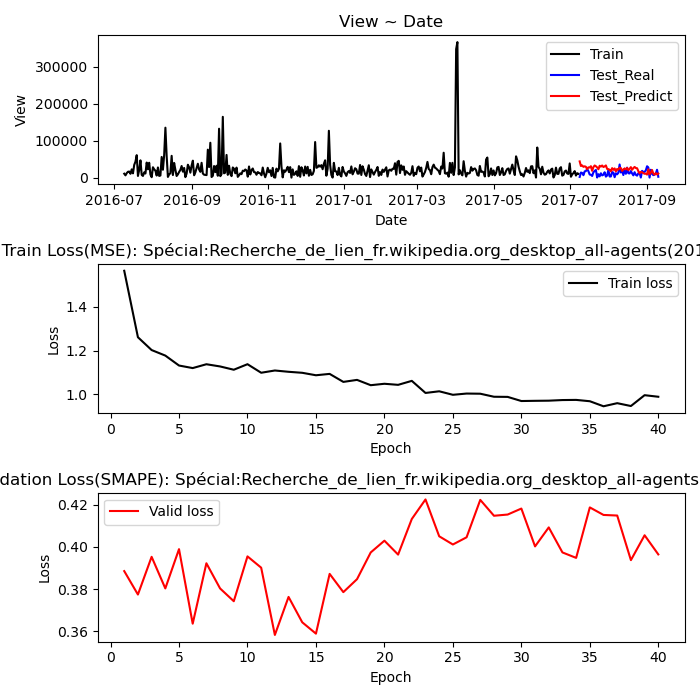 View ~ Date
Train
Test_Real
Test_Predict
View
300000
200000
100000
0
2016-07 2016-09 2016-11 2017-01 2017-03 2017-05 2017-07 2017-09
Date
Train Loss(MSE): Spécial:Recherche_de_lien_fr.wikipedia.org_desktop_all-agents(201
Train loss
Loss
1.4
1.2
1.0
0 5 10 15 20 25 30 35 40
Epoch
dation Loss(SMAPE): Spécial:Recherche_de_lien_fr.wikipedia.org_desktop_all-agents
Valid loss
Loss
0.42
0.40
0.38
0.36
0 5 10 15 20 25 30 35 40
Epoch